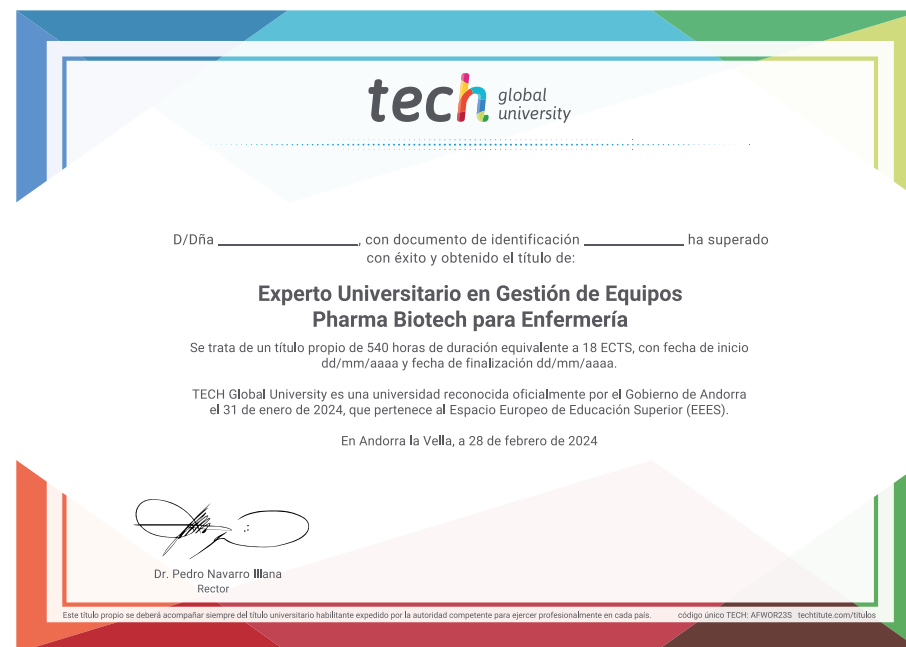 tech global university
D/Dña ____________________, con documento de identificación ______________ ha superado
con éxito y obtenido el título de:
Experto Universitario en Gestión de Equipos
Pharma Biotech para Enfermería
Se trata de un título propio de 540 horas de duración equivalente a 18 ECTS, con fecha de inicio
dd/mm/aaaa y fecha de finalización dd/mm/aaaa.
TECH Global University es una universidad reconocida oficialmente por el Gobierno de Andorra
el 31 de enero de 2024, que pertenece al Espacio Europeo de Educación Superior (EEES).
En Andorra la Vella, a 28 de febrero de 2024
Dr. Pedro Navarro Illana
Rector
Este título propio se deberá acompañar siempre del título universitario habilitante expedido por la autoridad competente para ejercer profesionalmente en cada país. código único TECH: AFWOR23S techtitute.com/titulos